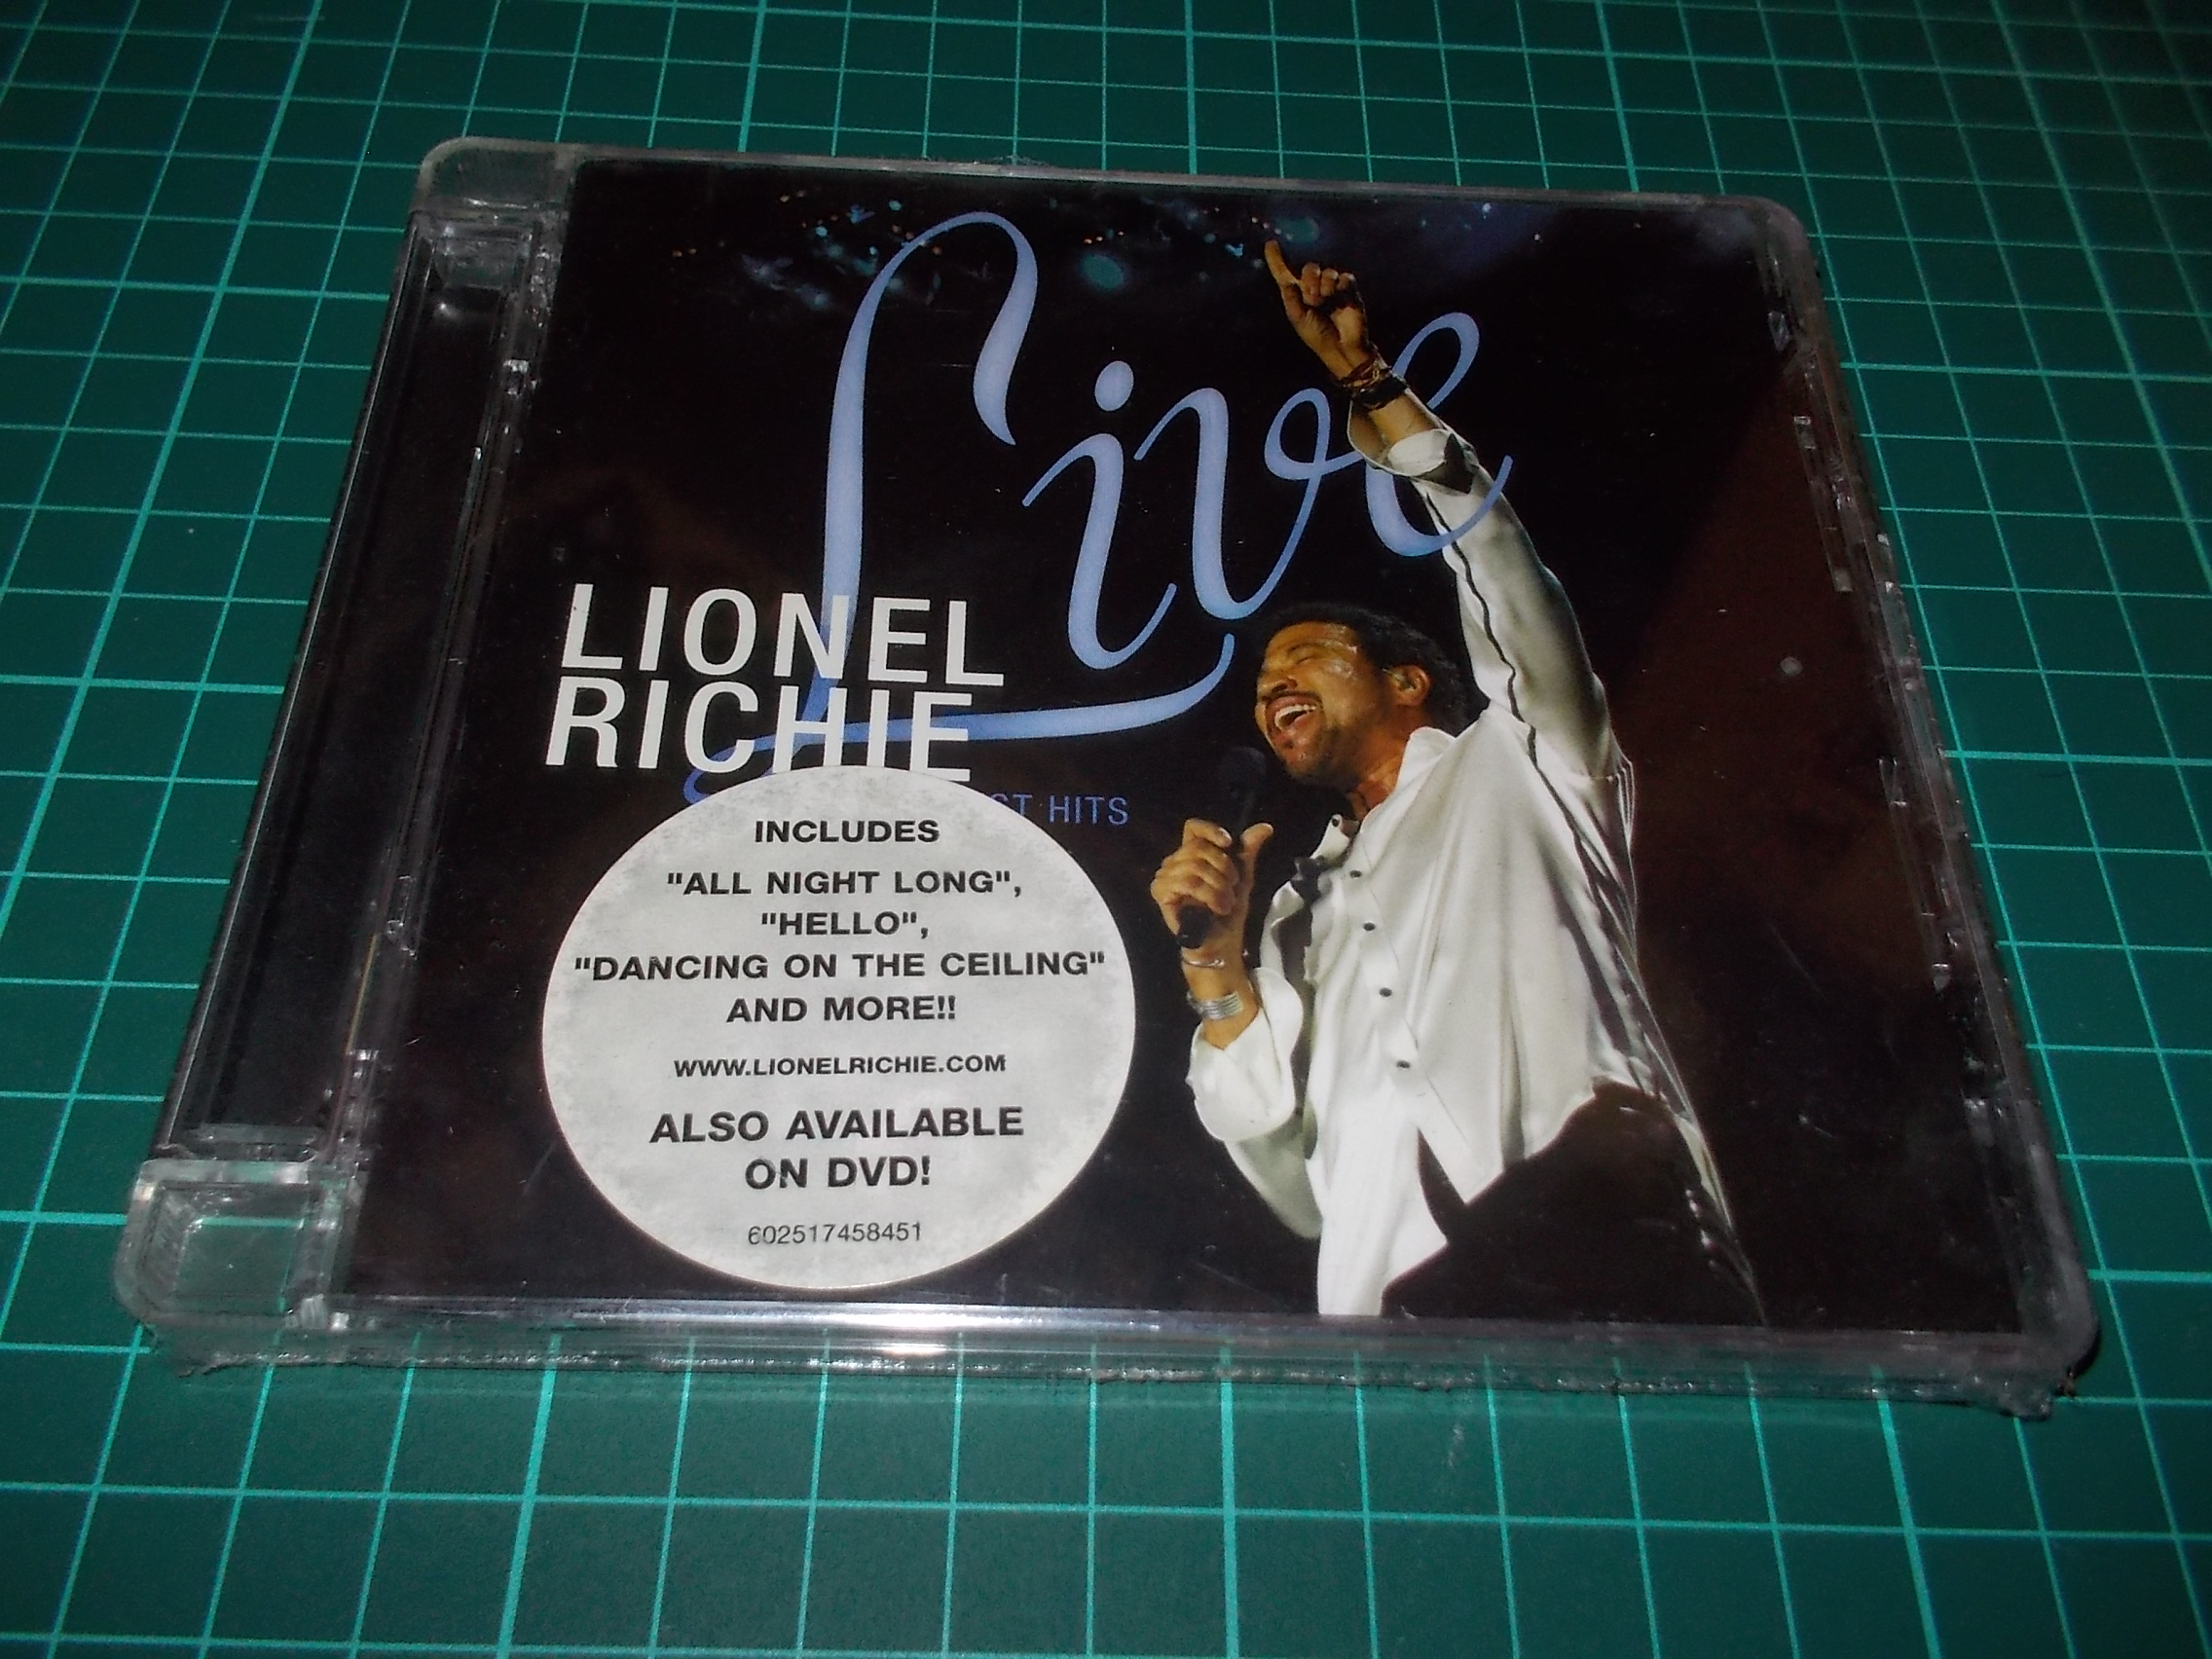 Live
LIONEL
RICHIE
HITS
INCLUDES
"ALL NIGHT LONG",
"HELLO",
"DANCING ON THE CEILING"
AND MORE!!
WWW.LIONELRICHIE.COM
ALSO AVAILABLE
ON DVD!
602517458451